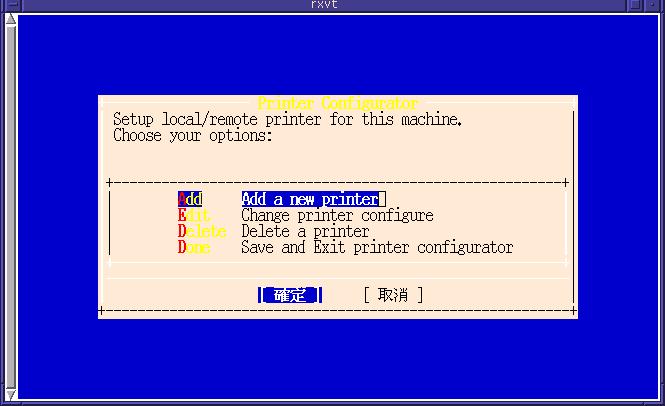 rxvt
Printer Configurator
Setup local/remote printer for this machine.
Choose your options:
Add Add a new printer
Edit Change printer configure
Delete Delete a printer
Done Save and Exit printer configurator
[ 確定 ] [ 取消 ]